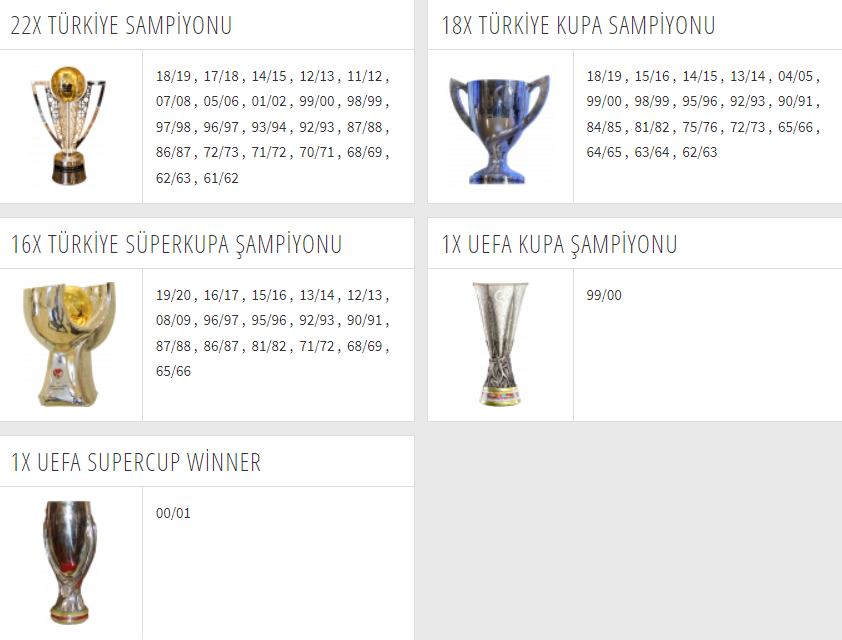 22X TÜRKİYE SAMPİYONU
18/19 , 17/18 , 14/15 , 12/13 , 11/12 ,
07/08 , 05/06 , 01/02 , 99/00 , 98/99 ,
97/98 , 96/97 , 93/94 , 92/93 , 87/88 ,
86/87 , 72/73 , 71/72 , 70/71 , 68/69 ,
62/63 , 61/62
18X TÜRKİYE KUPA SAMPİYONU
18/19 , 15/16 , 14/15 , 13/14 , 04/05 ,
99/00 , 98/99 , 95/96 , 92/93 , 90/91 ,
84/85 , 81/82 , 75/76 , 72/73 , 65/66 ,
64/65 , 63/64 , 62/63
16X TÜRKİYE SÜPERKUPA ŞAMPİYONU
19/20 , 16/17 , 15/16 , 13/14 , 12/13 ,
08/09 , 96/97 , 95/96 , 92/93 , 90/91 ,
87/88 , 86/87 , 81/82 , 71/72 , 68/69 ,
65/66
1X UEFA KUPA ŞAMPİYONU
99/00
1X UEFA SUPERCUP WİNNER
00/01